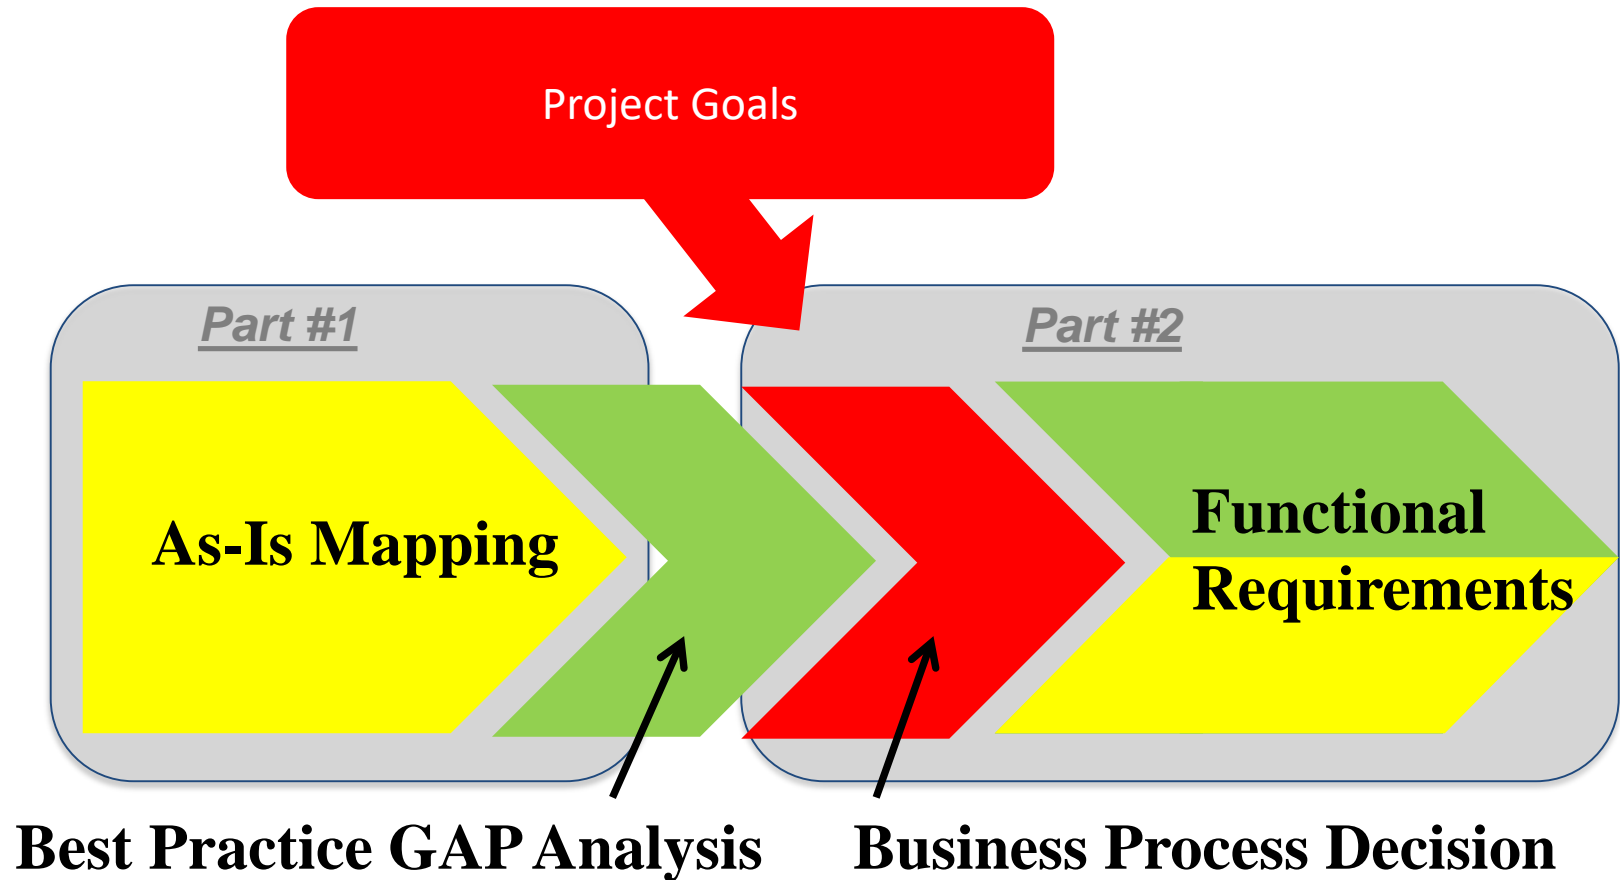 Project Goals
Part #1
Part #2
As-Is Mapping
Functional
Requirements
Best Practice GAP Analysis
Business Process Decision